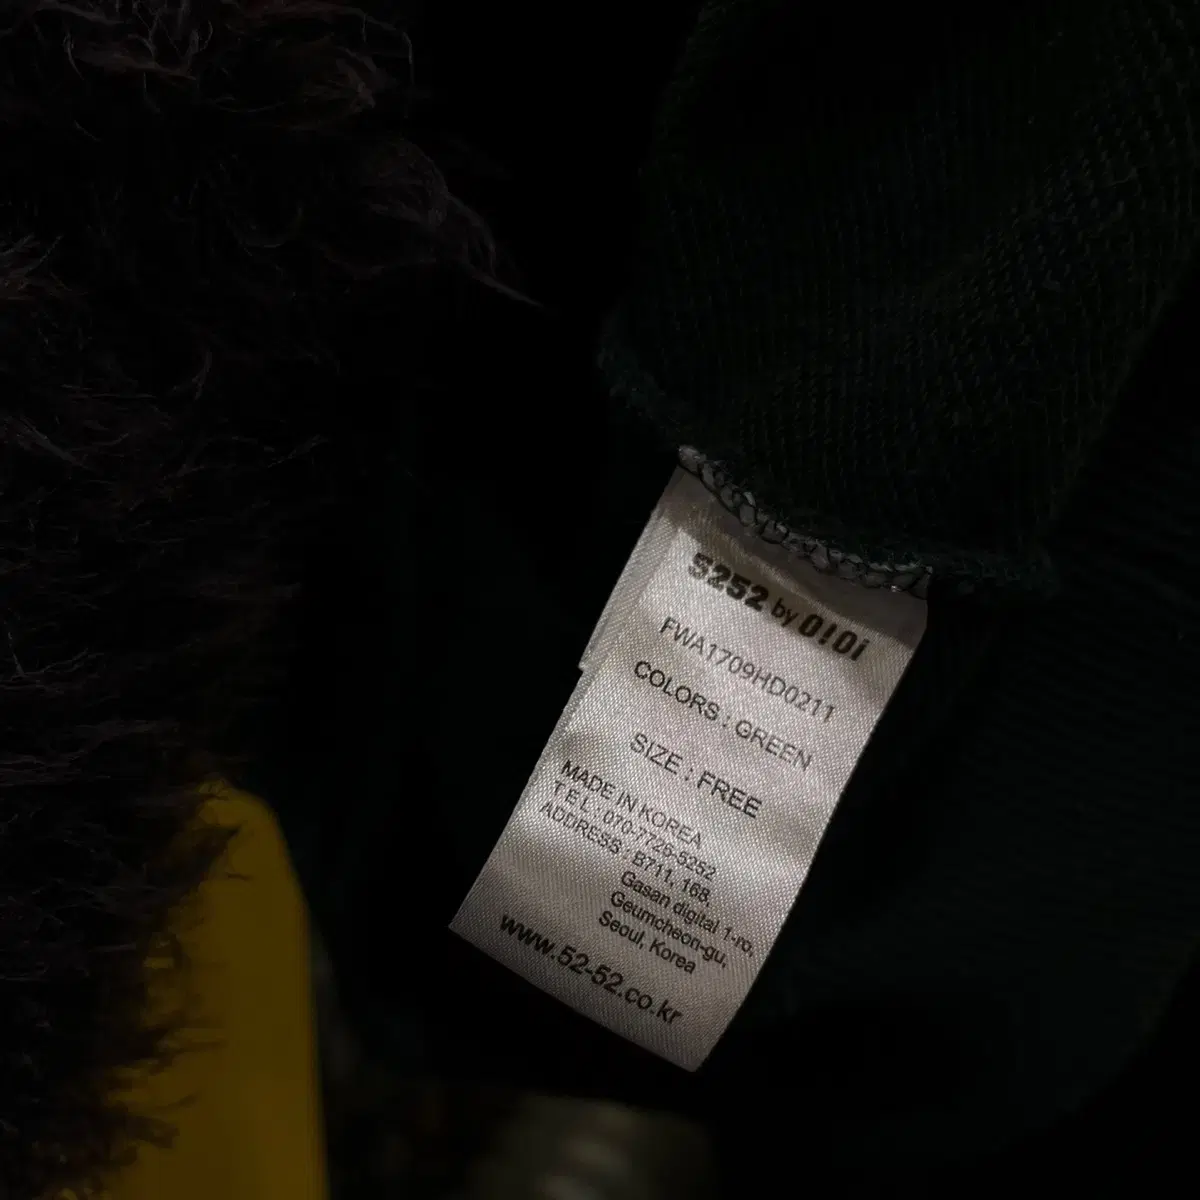 5252 by O!Oi
FWA1709HD0211
COLORS : GREEN
SIZE : FREE
MADE IN KOREA
T E L : 070-7726-5252
ADDRESS : B711, 168,
Gasan digital 1-ro,
Geumcheon-gu,
Seoul, Korea
www.52-52.co.kr